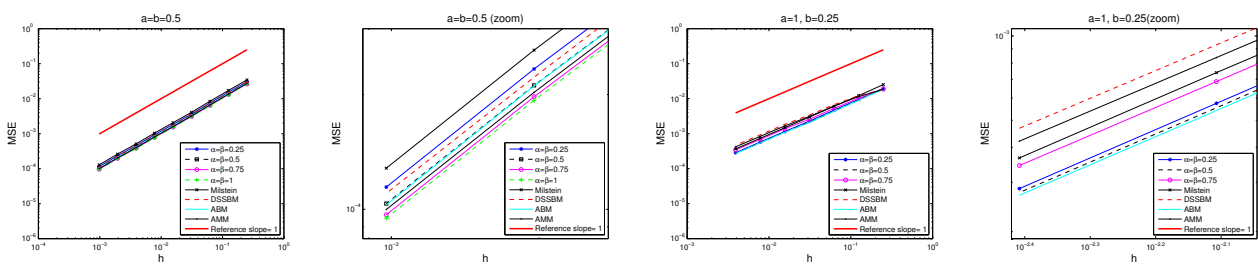 a=b=0.5
10^0
10^-1
10^-2
10^-3
10^-4
10^-5
10^-6
MSE
α=β=0.25
α=β=0.5
α=β=0.75
α=β=1
Milstein
DSSBM
ABM
AMM
Reference slope= 1
10^-4
10^-3
10^-2
10^-1
10^0
h
a=b=0.5 (zoom)
MSE
10^-4
α=β=0.25
α=β=0.5
α=β=0.75
α=β=1
Milstein
DSSBM
ABM
AMM
Reference slope= 1
10^-3
h
a=1, b=0.25
10^0
10^-1
10^-2
10^-3
10^-4
10^-5
10^-6
MSE
α=β=0.25
α=β=0.5
α=β=0.75
Milstein
DSSBM
ABM
AMM
Reference slope= 1
10^-3
10^-2
10^-1
10^0
h
a=1, b=0.25(zoom)
10^-3
MSE
α=β=0.25
α=β=0.5
α=β=0.75
Milstein
DSSBM
ABM
AMM
Reference slope= 1
10^-2.4
10^-2.3
10^-2.2
10^-2.1
h